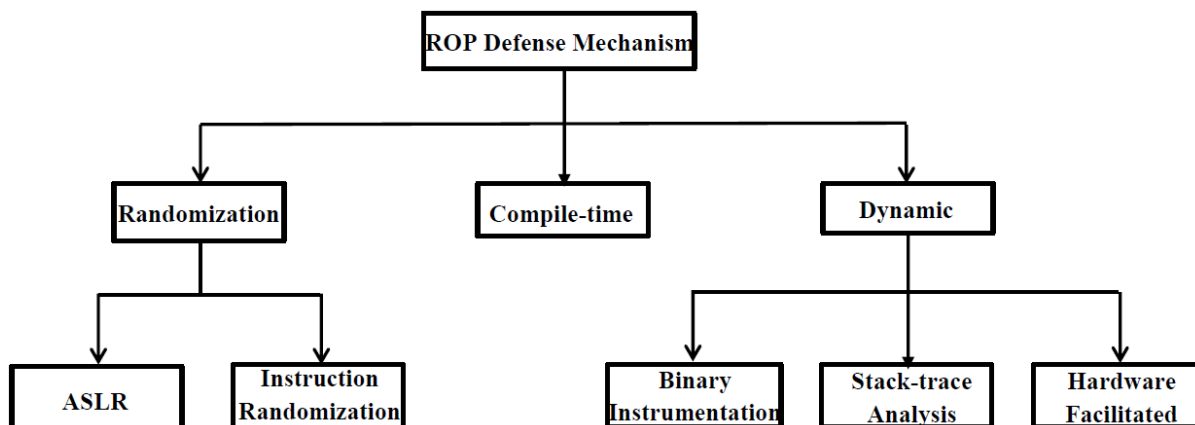 ROP Defense Mechanism
Randomization
Compile-time
Dynamic
ASLR
Instruction
Randomization
Binary
Instrumentation
Stack-trace
Analysis
Hardware
Facilitated